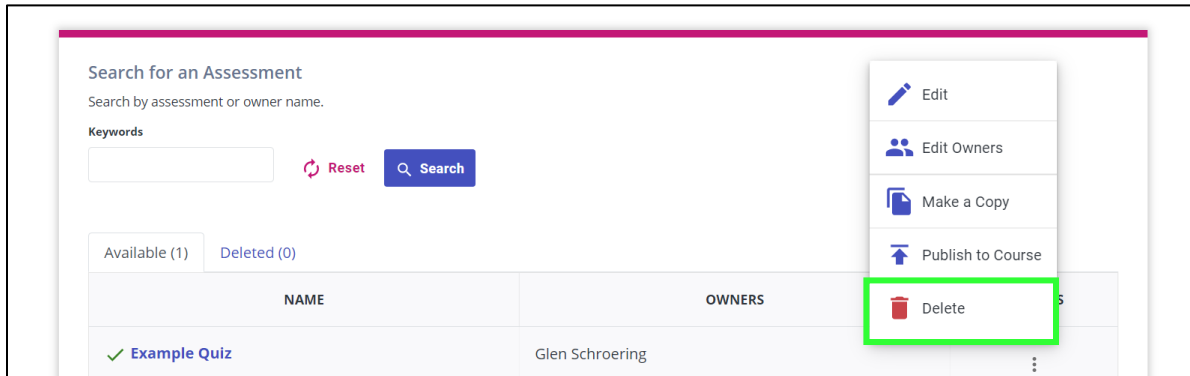 Search for an Assessment
Search by assessment or owner name.
Keywords
Reset
Search
Edit
Edit Owners
Make a Copy
Publish to Course
Delete
Available (1)
Deleted (0)
NAME
OWNERS
Example Quiz
Glen Schroering